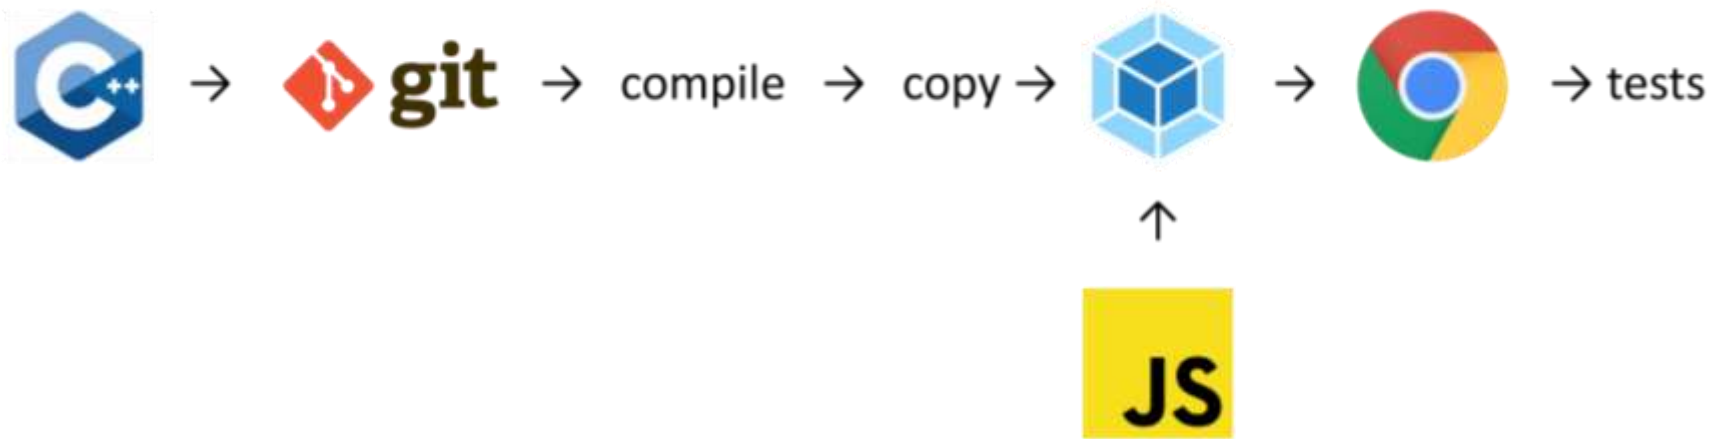 C++ → git → compile → copy → → tests
↑
JS